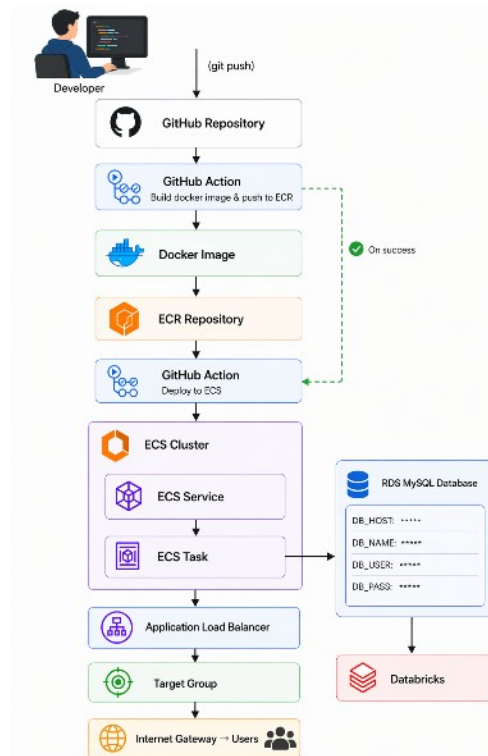 (git push)
Developer
GitHub Repository
GitHub Action
Build docker image & push to ECR
On success
Docker Image
ECR Repository
GitHub Action
Deploy to ECS
ECS Cluster
ECS Service
ECS Task
RDS MySQL Database
DB_HOST: *****
DB_NAME: *****
DB_USER: *****
DB_PASS: *****
Application Load Balancer
Target Group
Databricks
Internet Gateway → Users